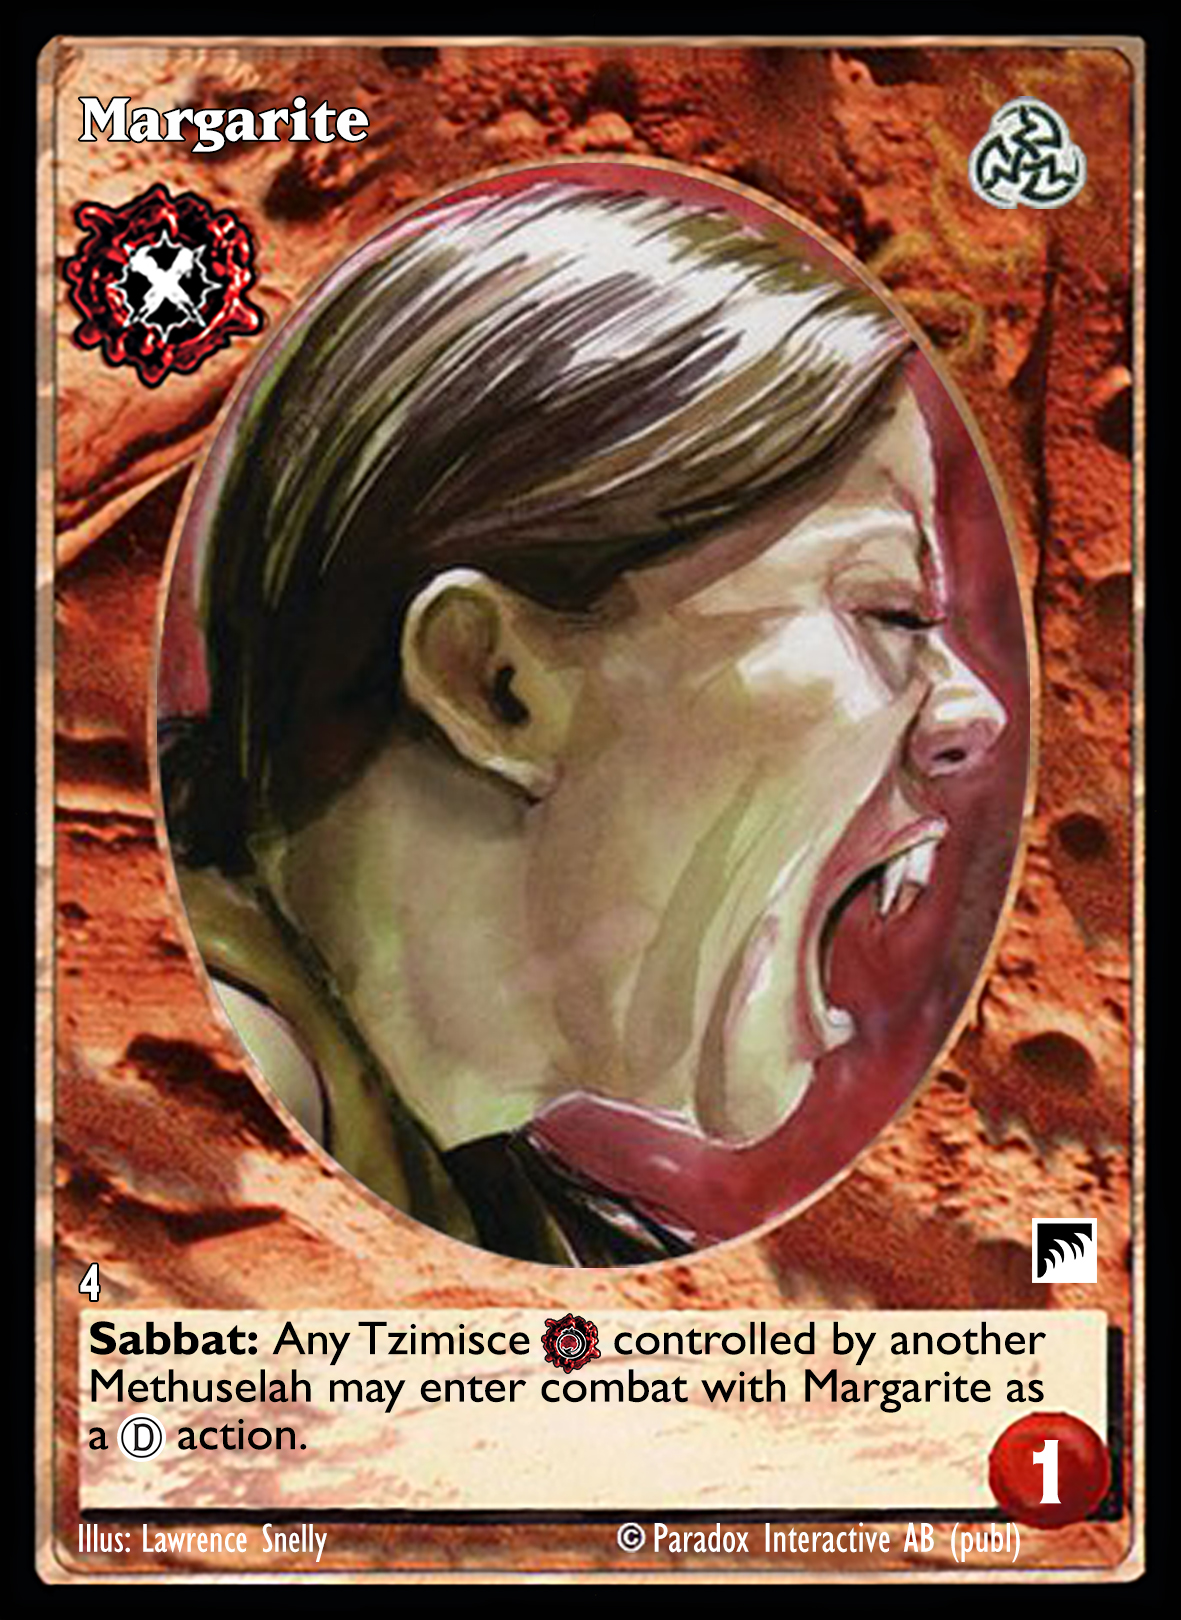 Margarite
4
Sabbat: Any Tzimisce controlled by another
Methuselah may enter combat with Margarite as
a D action.
1
Illus: Lawrence Snelly
© Paradox Interactive AB (publ)